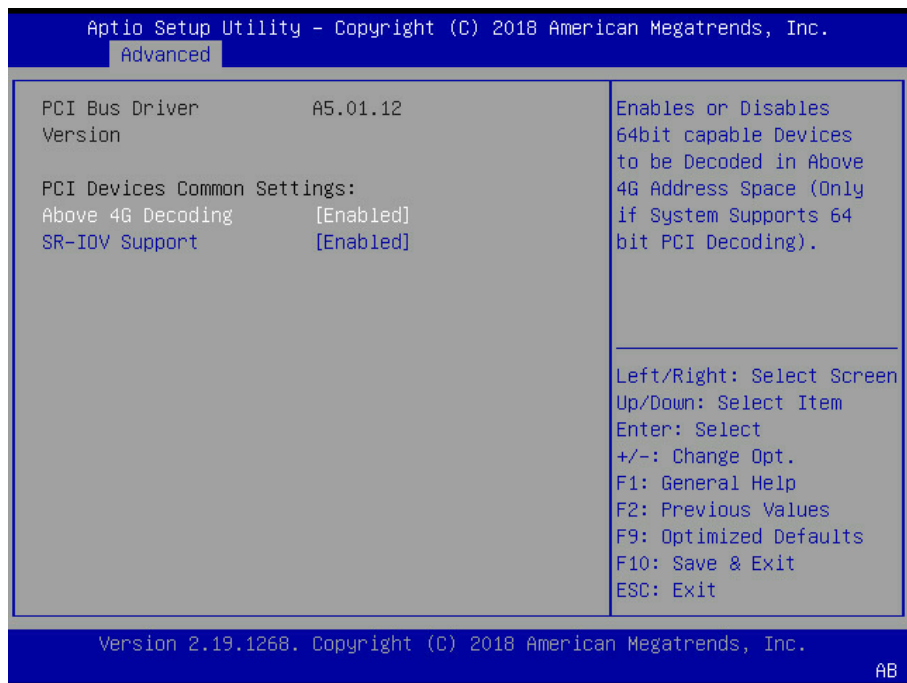 Aptio Setup Utility – Copyright (C) 2018 American Megatrends, Inc.
Advanced
PCI Bus Driver A5.01.12
Version
PCI Devices Common Settings:
Above 4G Decoding [Enabled]
SR-IOV Support [Enabled]
Enables or Disables
64bit capable Devices
to be Decoded in Above
4G Address Space (Only
if System Supports 64
bit PCI Decoding).
Left/Right: Select Screen
Up/Down: Select Item
Enter: Select
+/-: Change Opt.
F1: General Help
F2: Previous Values
F9: Optimized Defaults
F10: Save & Exit
ESC: Exit
Version 2.19.1268. Copyright (C) 2018 American Megatrends, Inc.
AB